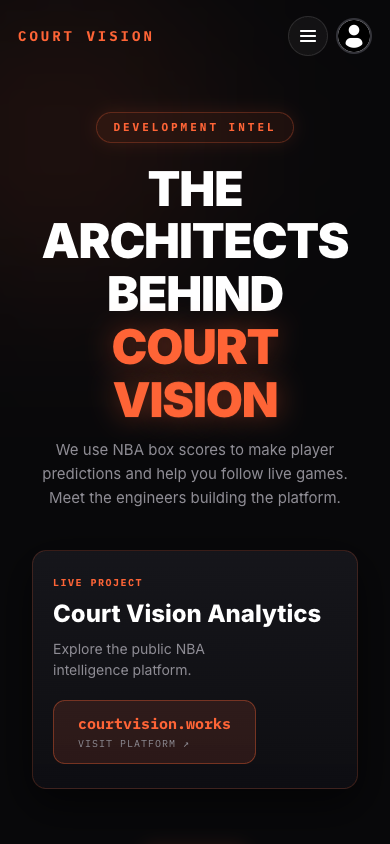 COURT VISION
DEVELOPMENT INTEL
THE
ARCHITECTS
BEHIND
COURT
VISION
We use NBA box scores to make player
predictions and help you follow live games.
Meet the engineers building the platform.
LIVE PROJECT
Court Vision Analytics
Explore the public NBA
intelligence platform.
courtvision.works
VISIT PLATFORM ↗